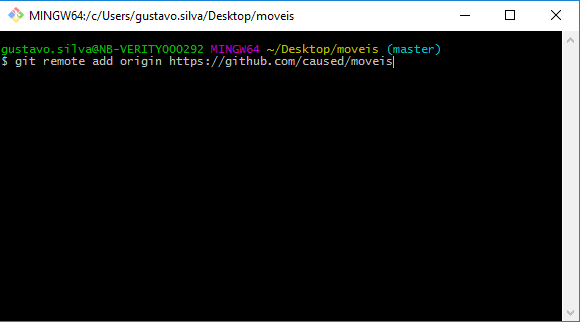 MINGW64:/c/Users/gustavo.silva/Desktop/moveis
gustavo.silva@NB-VERITY000292 MINGW64 ~/Desktop/moveis (master)
$ git remote add origin https://github.com/caused/moveis